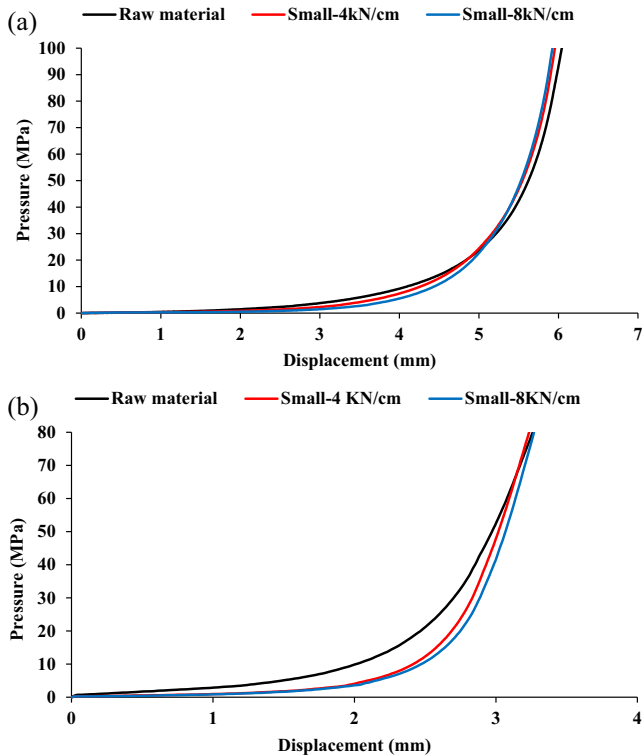 (a)
Raw material Small-4kN/cm Small-8kN/cm
100
90
80
70
60
50
40
30
20
10
0
Pressure (MPa)
0 1 2 3 4 5 6 7
Displacement (mm)
(b)
Raw material Small-4 KN/cm Small-8KN/cm
80
70
60
50
40
30
20
10
0
Pressure (MPa)
0 1 2 3 4
Displacement (mm)